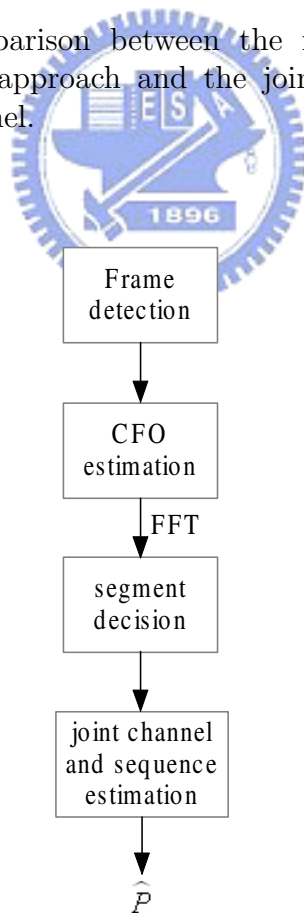 parison between the
approach and the join
nel.
E S A
1896
Frame
detection
CFO
estimation
FFT
segment
decision
joint channel
and sequence
estimation
P̂